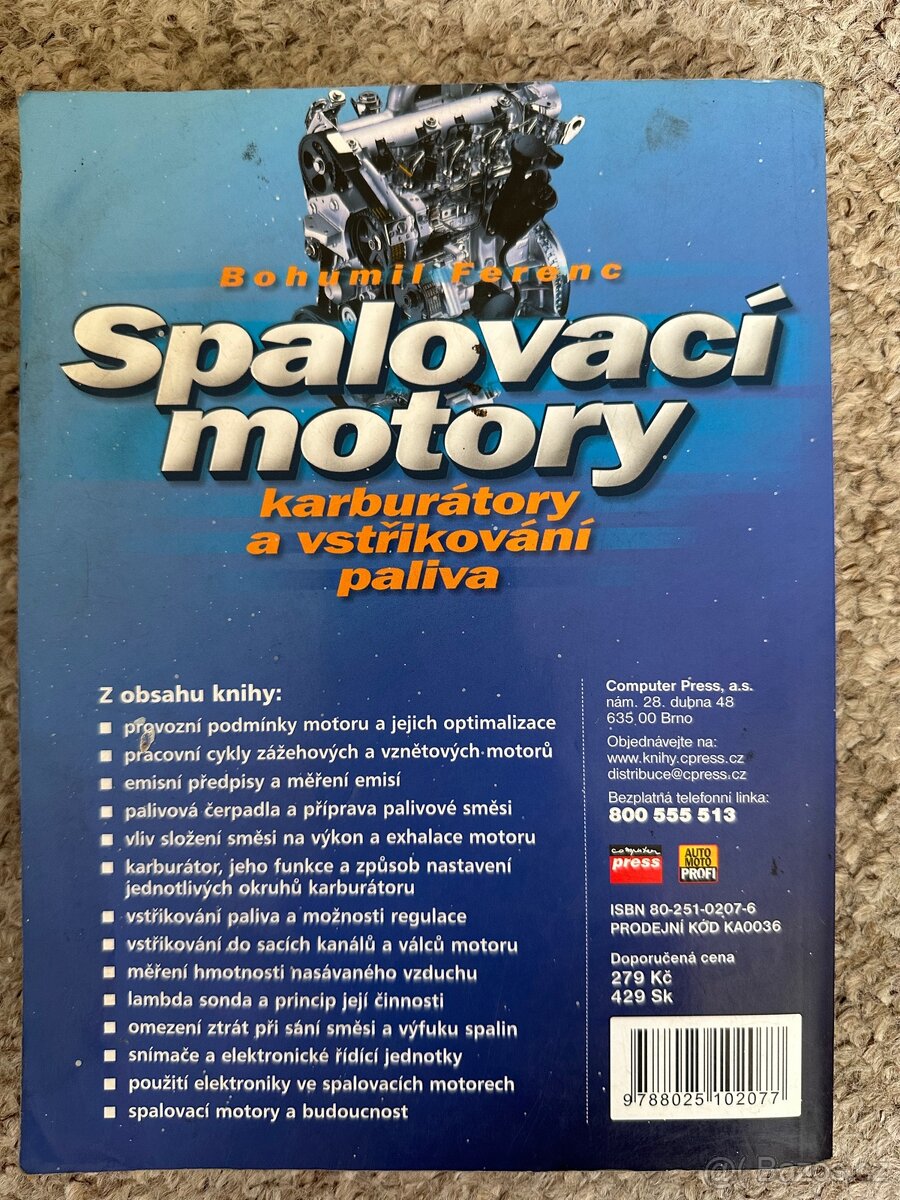 Bohumil Ferenc
Spalovací
motory
karburátory
a vstřikování
paliva
Z obsahu knihy:
provozní podmínky motoru a jejich optimalizace
pracovní cykly zážehových a vznětových motorů
emisní předpisy a měření emisí
palivová čerpadla a příprava palivové směsi
vliv složení směsi na výkon a exhalace motoru
karburátor, jeho funkce a způsob nastavení
jednotlivých okruhů karburátoru
vstřikování paliva a možnosti regulace
vstřikování do sacích kanálů a válců motoru
měření hmotnosti nasávaného vzduchu
lambda sonda a princip její činnosti
omezení ztrát při sání směsi a výfuku spalin
snímače a elektronické řídící jednotky
použití elektroniky ve spalovacích motorech
spalovací motory a budoucnost
Computer Press, a.s.
nám. 28. dubna 48
635 00 Brno
Objednávejte na:
www.knihy.cpress.cz
distribuce@cpress.cz
Bezplatná telefonní linka:
800 555 513
computer
press
AUTO
MOTO
PROFI
ISBN 80-251-0207-6
PRODEJNÍ KÓD KA0036
Doporučená cena
279 Kč
429 Sk
9 788025 102077
@ Bazos.cz